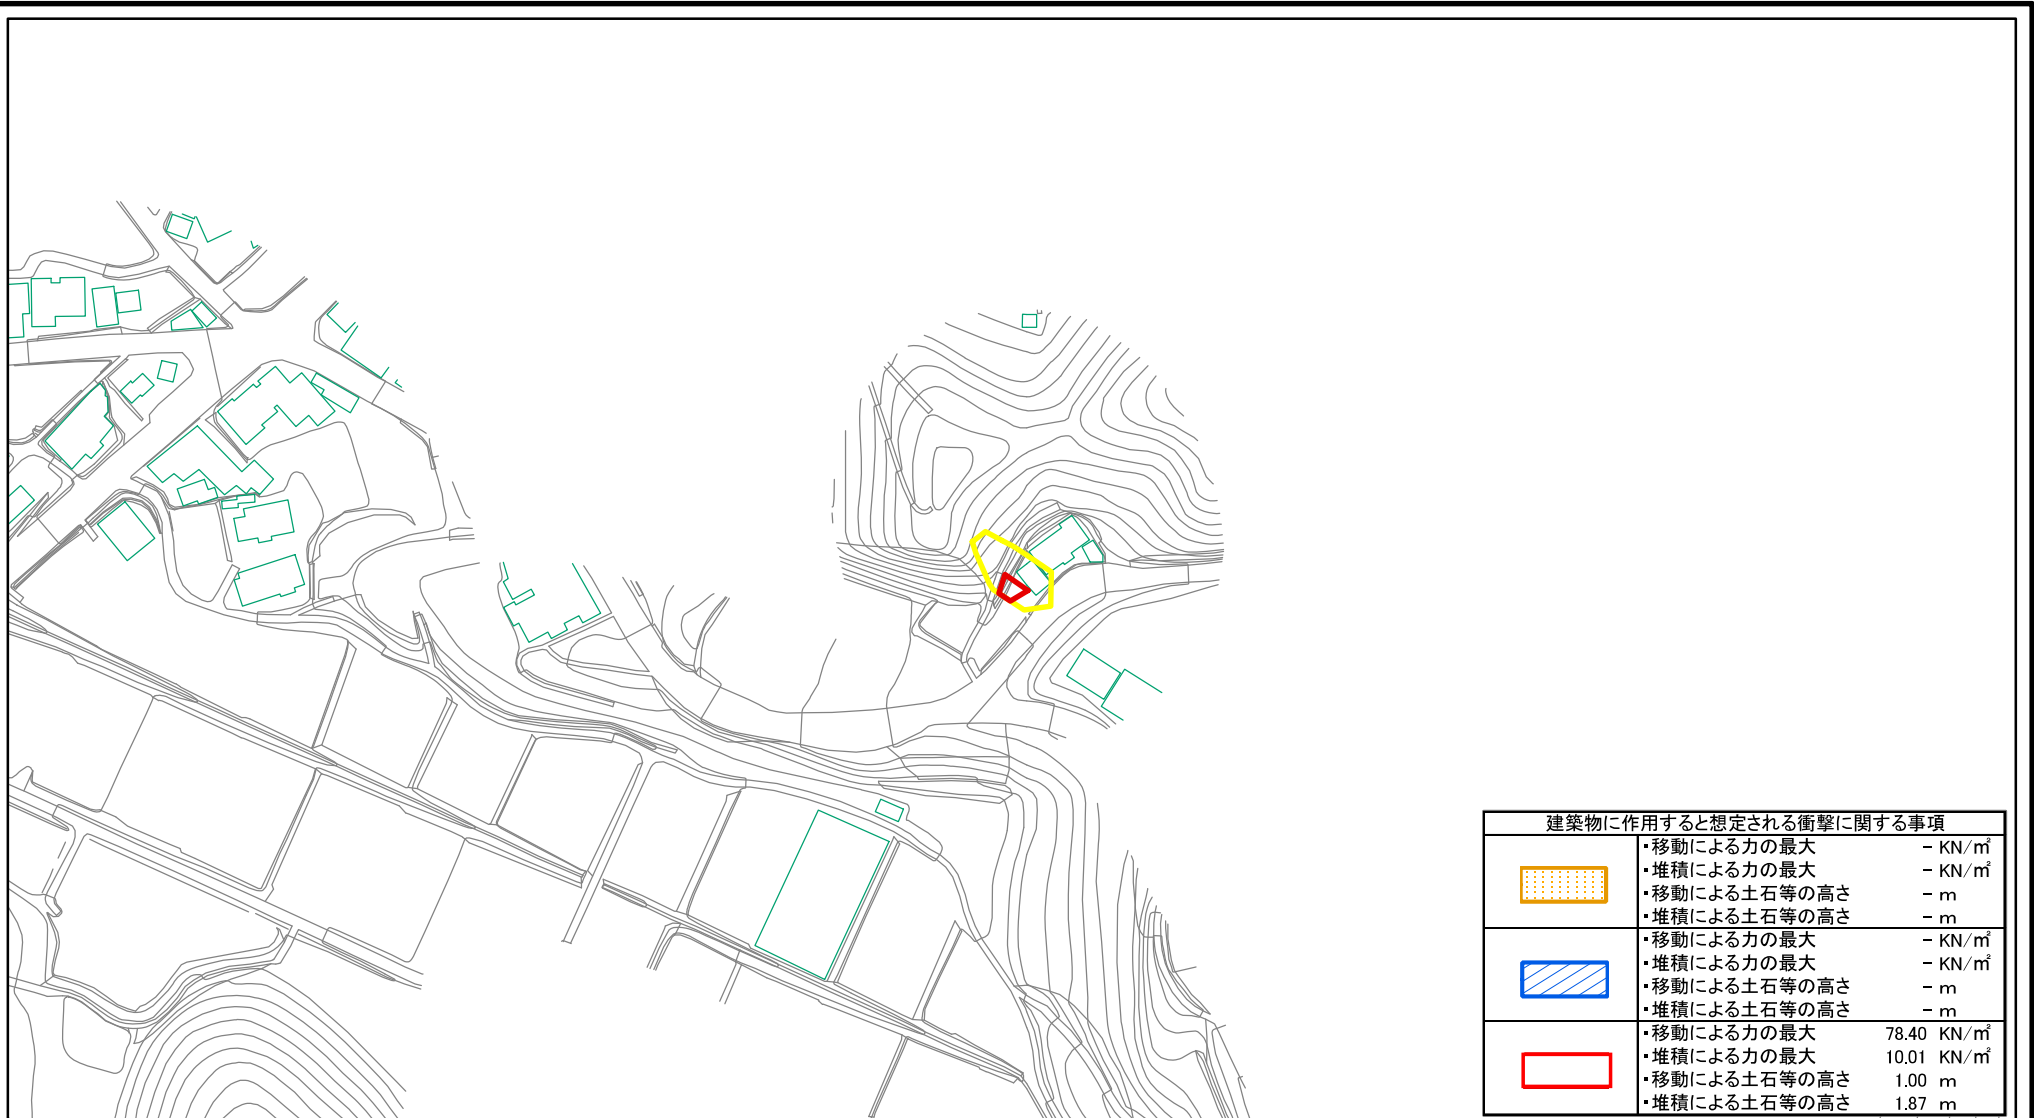 建築物に作用すると想定される衝撃に関する事項
・移動による力の最大 － KN/㎡
・堆積による力の最大 － KN/㎡
・移動による土石等の高さ － m
・堆積による土石等の高さ － m
・移動による力の最大 － KN/㎡
・堆積による力の最大 － KN/㎡
・移動による土石等の高さ － m
・堆積による土石等の高さ － m
・移動による力の最大 78.40 KN/㎡
・堆積による力の最大 10.01 KN/㎡
・移動による土石等の高さ 1.00 m
・堆積による土石等の高さ 1.87 m